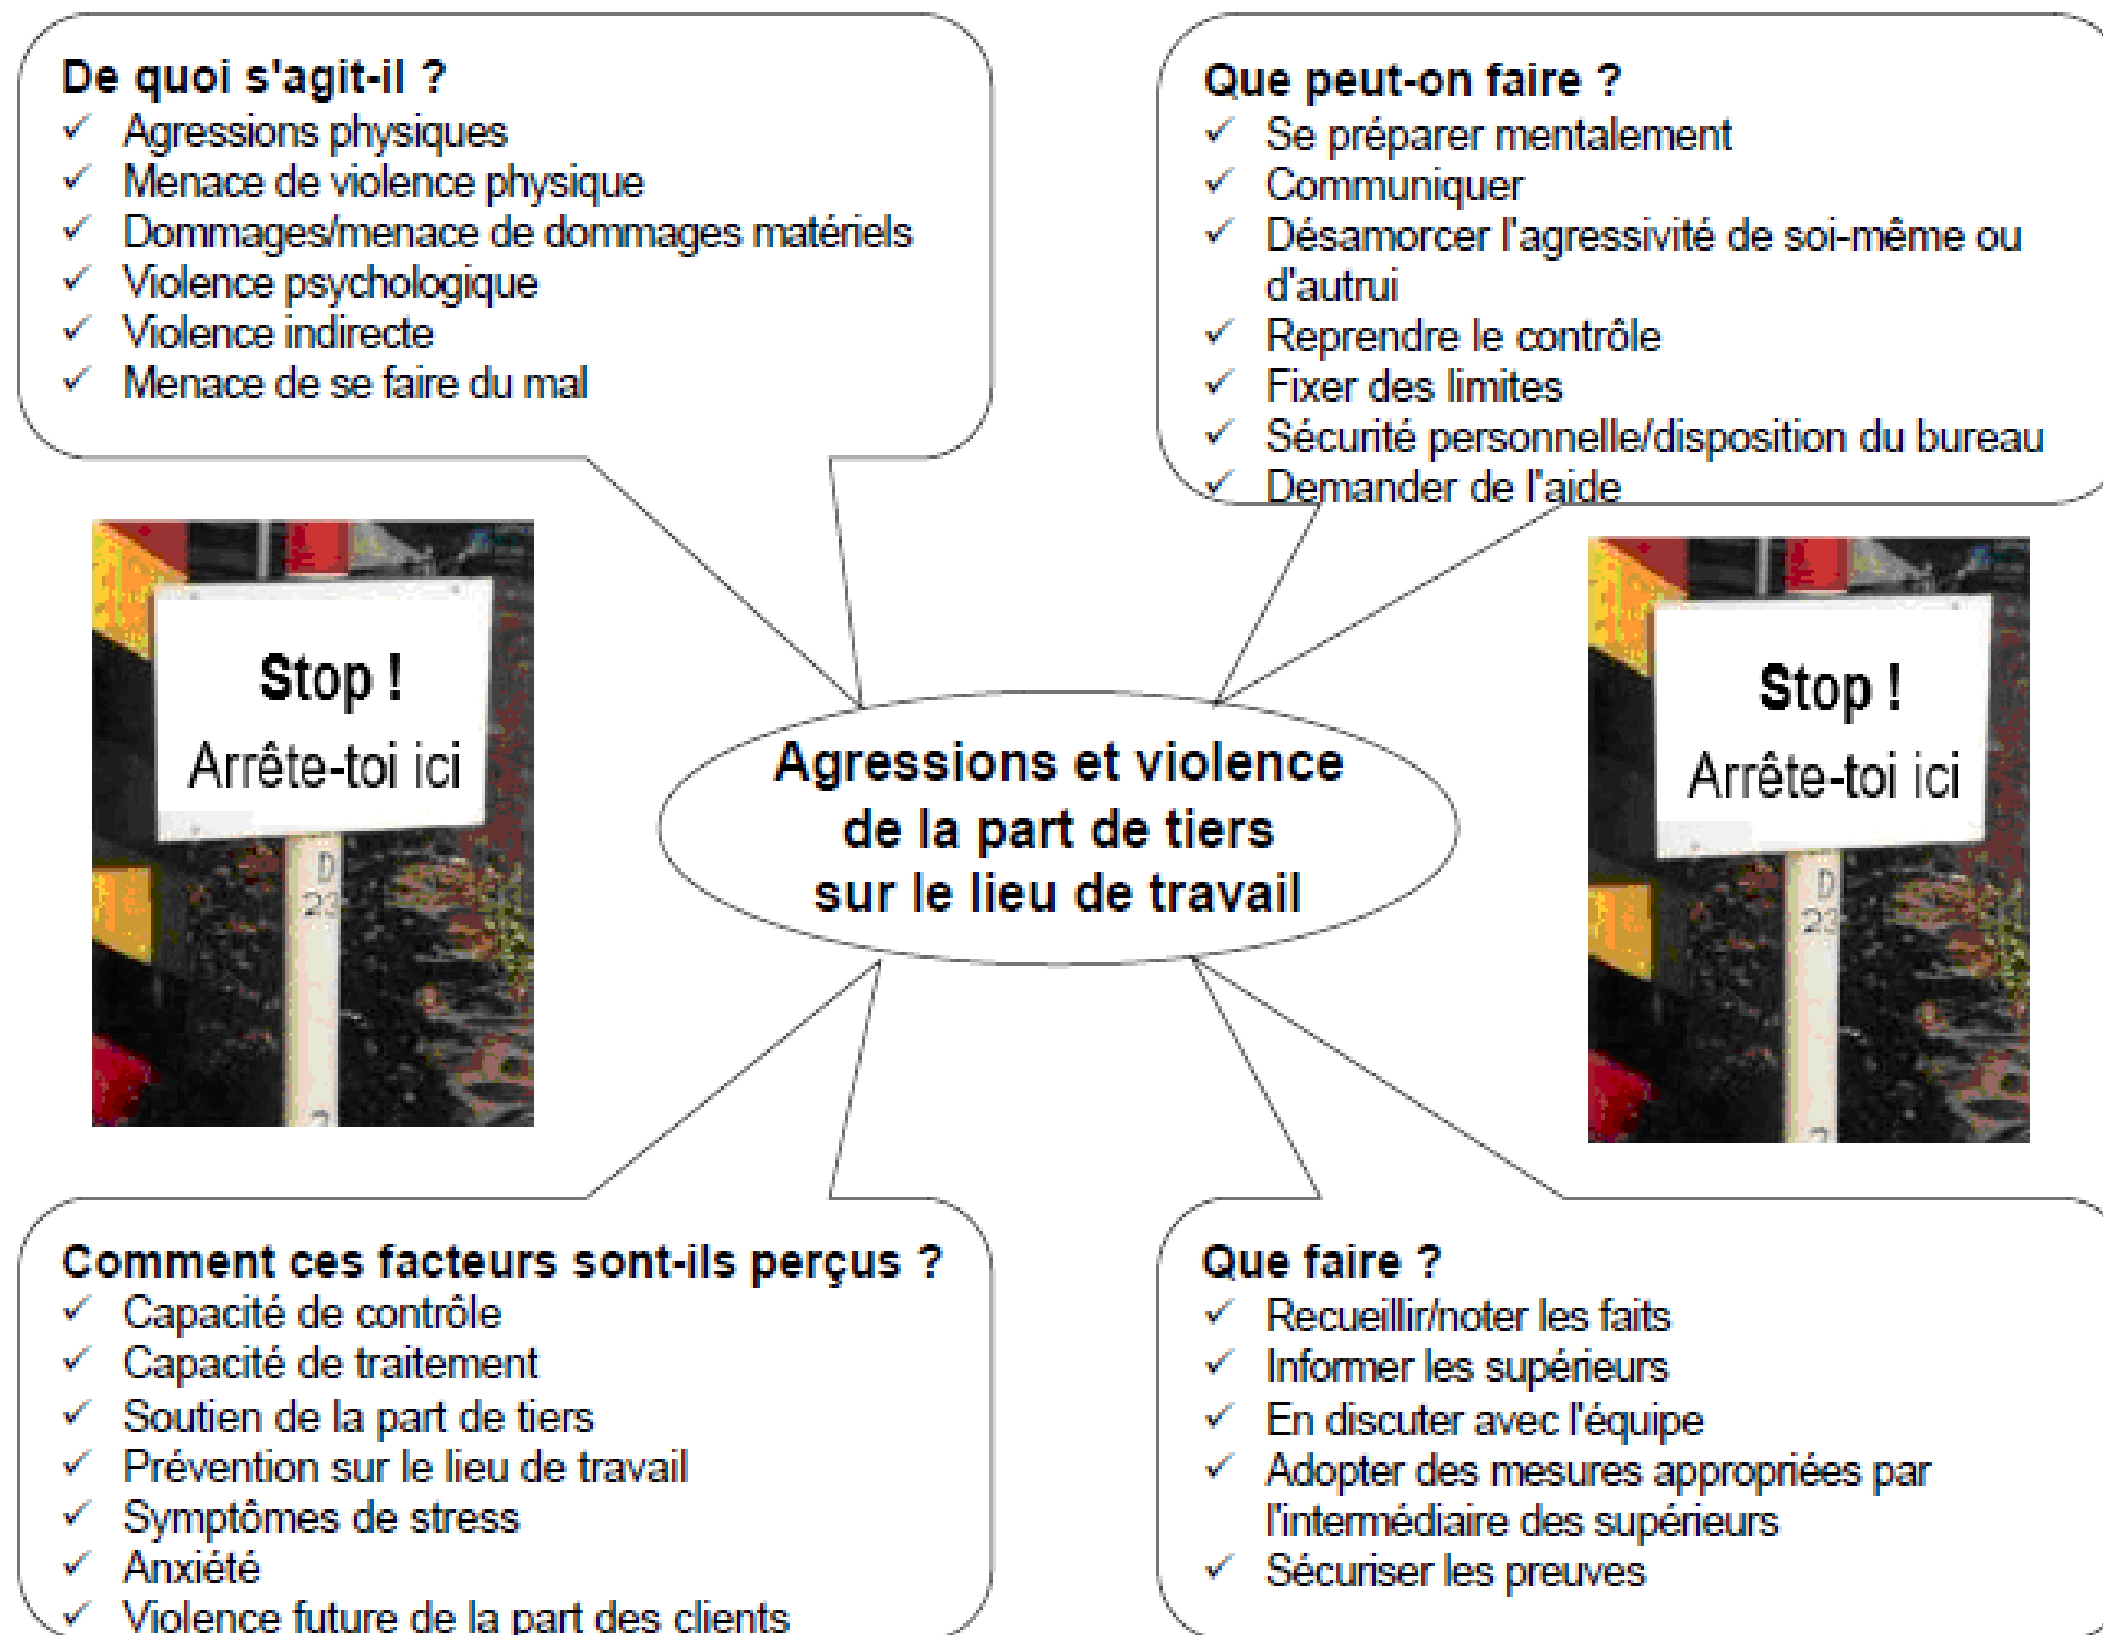 De quoi s'agit-il ?
✓ Agressions physiques
✓ Menace de violence physique
✓ Dommages/menace de dommages matériels
✓ Violence psychologique
✓ Violence indirecte
✓ Menace de se faire du mal
Que peut-on faire ?
✓ Se préparer mentalement
✓ Communiquer
✓ Désamorcer l'agressivité de soi-même ou
d'autrui
✓ Reprendre le contrôle
✓ Fixer des limites
✓ Sécurité personnelle/disposition du bureau
✓ Demander de l'aide
Stop !
Arrête-toi ici
D
23
2
Agressions et violence
de la part de tiers
sur le lieu de travail
Stop !
Arrête-toi ici
D
23
2
Comment ces facteurs sont-ils perçus ?
✓ Capacité de contrôle
✓ Capacité de traitement
✓ Soutien de la part de tiers
✓ Prévention sur le lieu de travail
✓ Symptômes de stress
✓ Anxiété
✓ Violence future de la part des clients
Que faire ?
✓ Recueillir/noter les faits
✓ Informer les supérieurs
✓ En discuter avec l'équipe
✓ Adopter des mesures appropriées par
l'intermédiaire des supérieurs
✓ Sécuriser les preuves